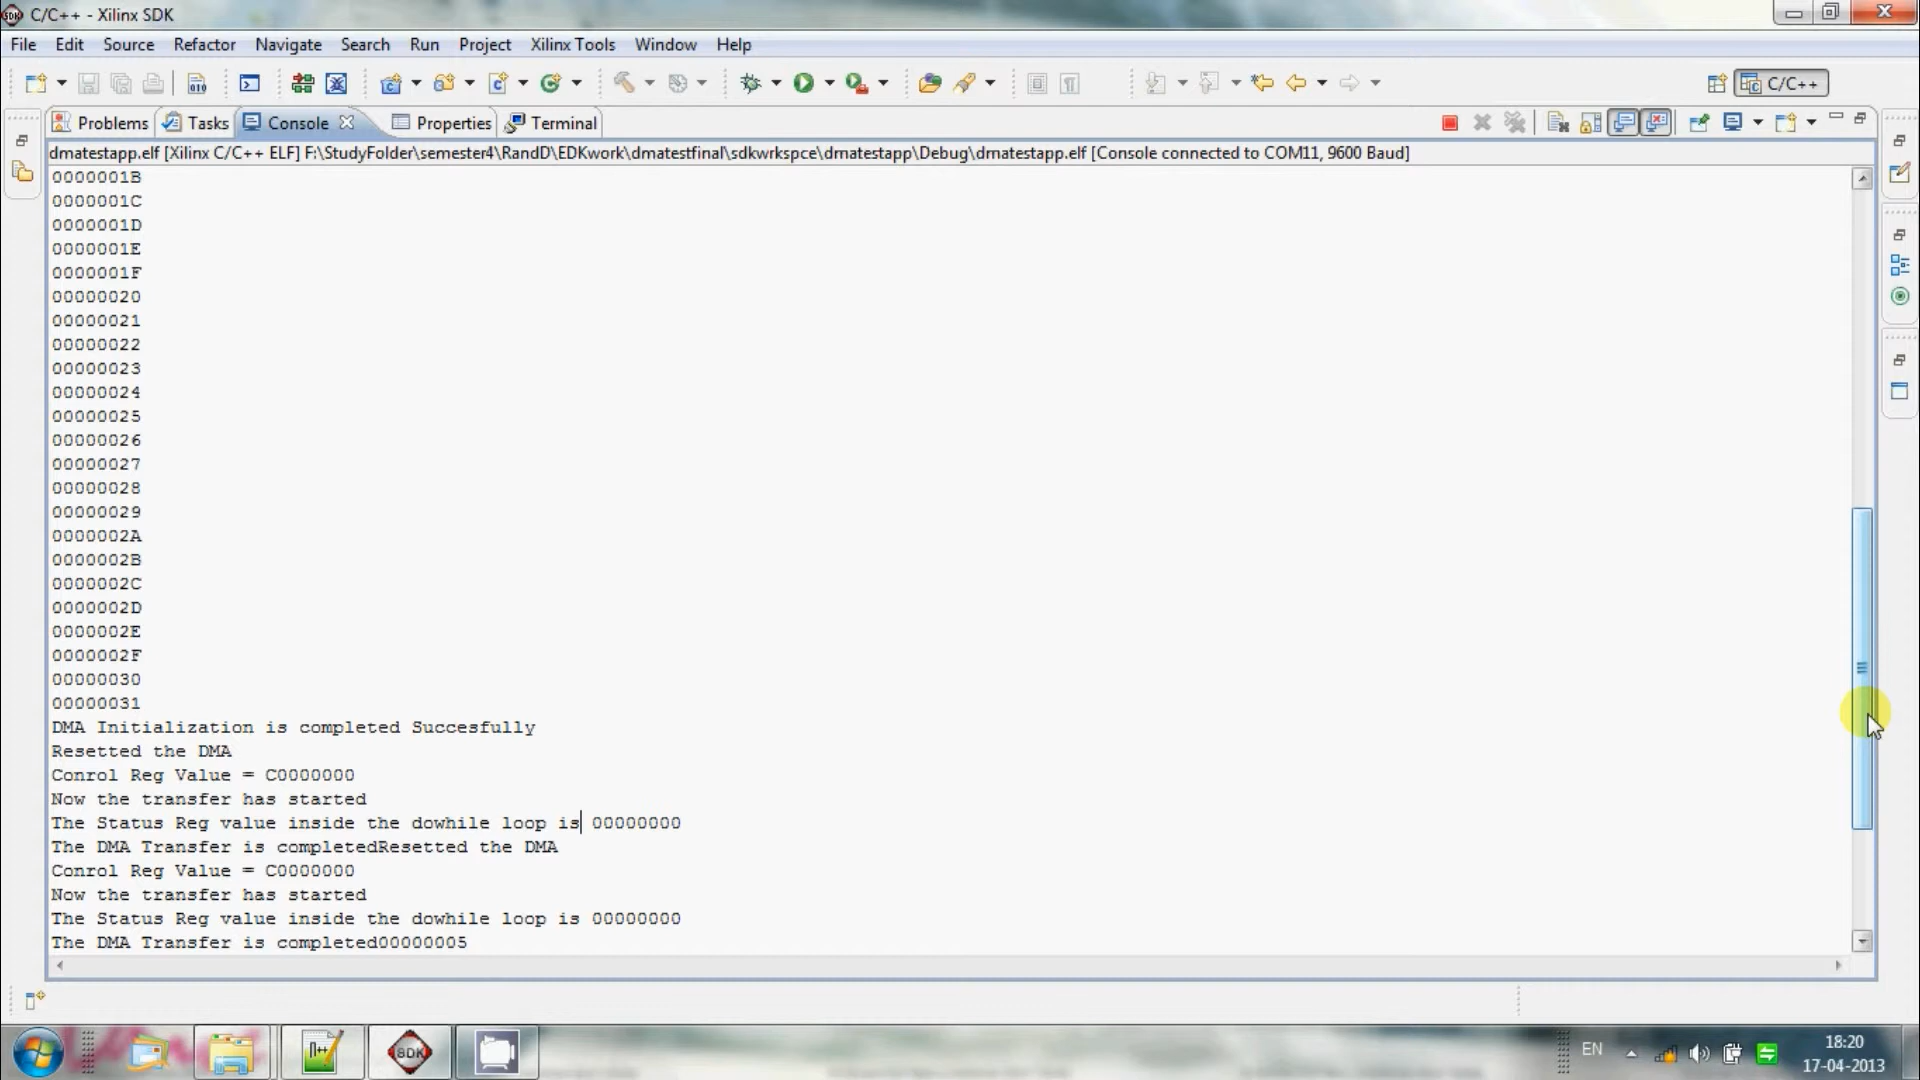 C/C++ - Xilinx SDK
File Edit Source Refactor Navigate Search Run Project Xilinx Tools Window Help
C/C++
Problems Tasks Console Properties Terminal
dmatestapp.elf [Xilinx C/C++ ELF] F:\StudyFolder\semester4\RandD\EDKwork\dmatestfinal\sdkwrkspce\dmatestapp\Debug\dmatestapp.elf [Console connected to COM11, 9600 Baud]
0000001B
0000001C
0000001D
0000001E
0000001F
00000020
00000021
00000022
00000023
00000024
00000025
00000026
00000027
00000028
00000029
0000002A
0000002B
0000002C
0000002D
0000002E
0000002F
00000030
00000031
DMA Initialization is completed Succesfully
Resetted the DMA
Conrol Reg Value = C0000000
Now the transfer has started
The Status Reg value inside the dowhile loop is 00000000
The DMA Transfer is completedResetted the DMA
Conrol Reg Value = C0000000
Now the transfer has started
The Status Reg value inside the dowhile loop is 00000000
The DMA Transfer is completed00000005
SDK
EN
18:20
17-04-2013